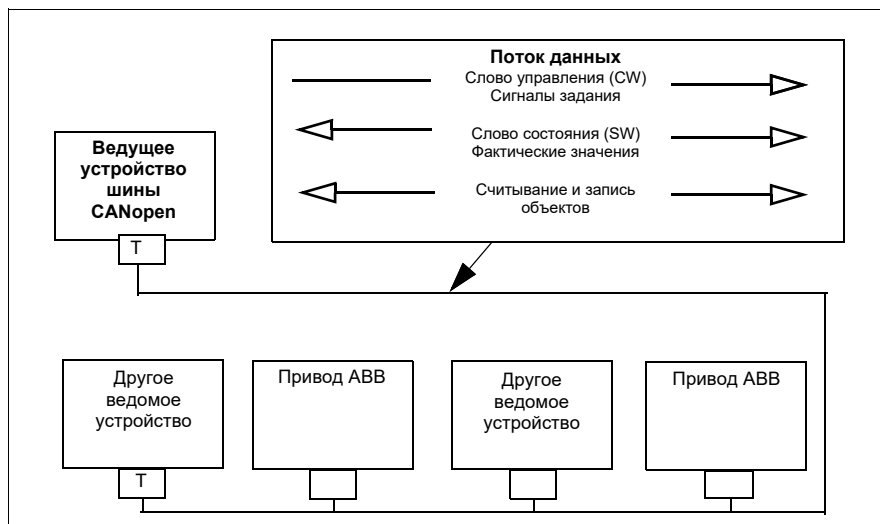 Поток данных
Слово управления (CW)
Сигналы задания
Слово состояния (SW)
Фактические значения
Считывание и запись
объектов
Ведущее
устройство
шины
CANopen
T
Другое
ведомое
устройство
T
Привод ABB
Другое
ведомое
устройство
Привод ABB